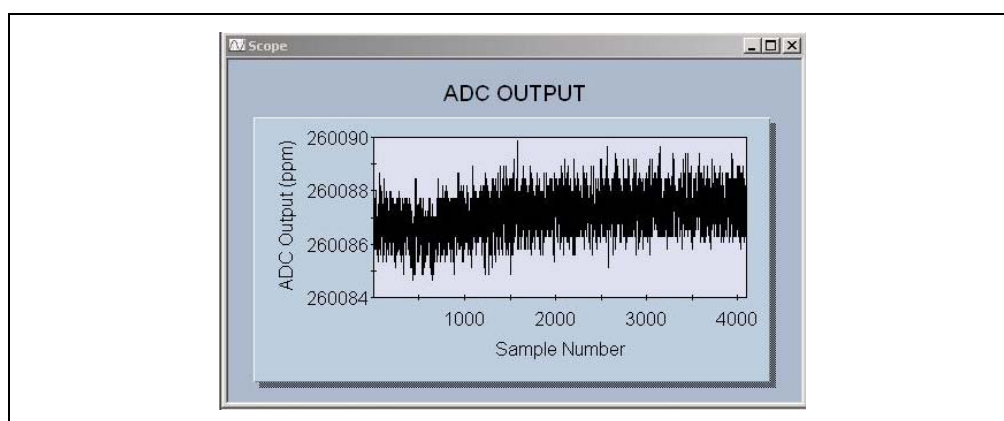 Scope
ADC OUTPUT
ADC Output (ppm)
260090
260088
260086
260084
1000 2000 3000 4000
Sample Number